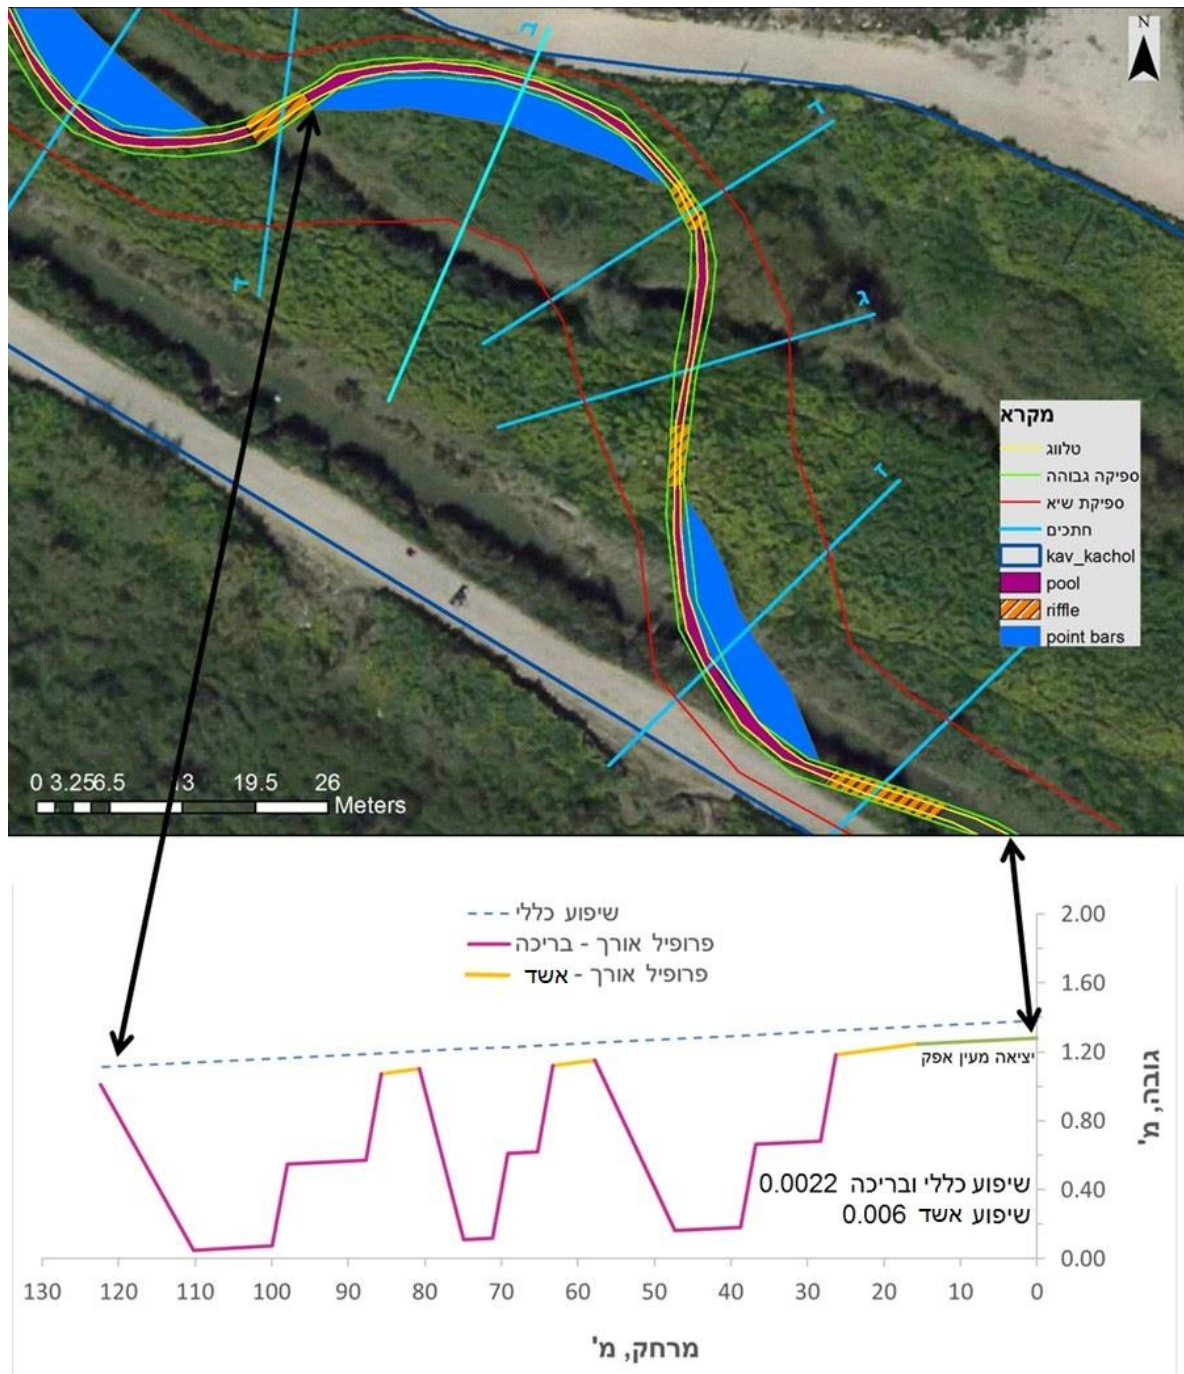 N
ה
ד
ד
ג
ד
מקרא
טלווג
ספיקה גבוהה
ספיקת שיא
חתכים
kav_kachol
pool
riffle
point bars
0 3.25 6.5 13 19.5 26
Meters
שיפוע כללי
פרופיל אורך - בריכה
פרופיל אורך - אשד
2.00
1.60
1.20
יציאה מעין אפק
0.80
שיפוע כללי ובריכה 0.0022
0.40
שיפוע אשד 0.006
0.00
גובה, מ'
130 120 110 100 90 80 70 60 50 40 30 20 10 0
מרחק, מ'